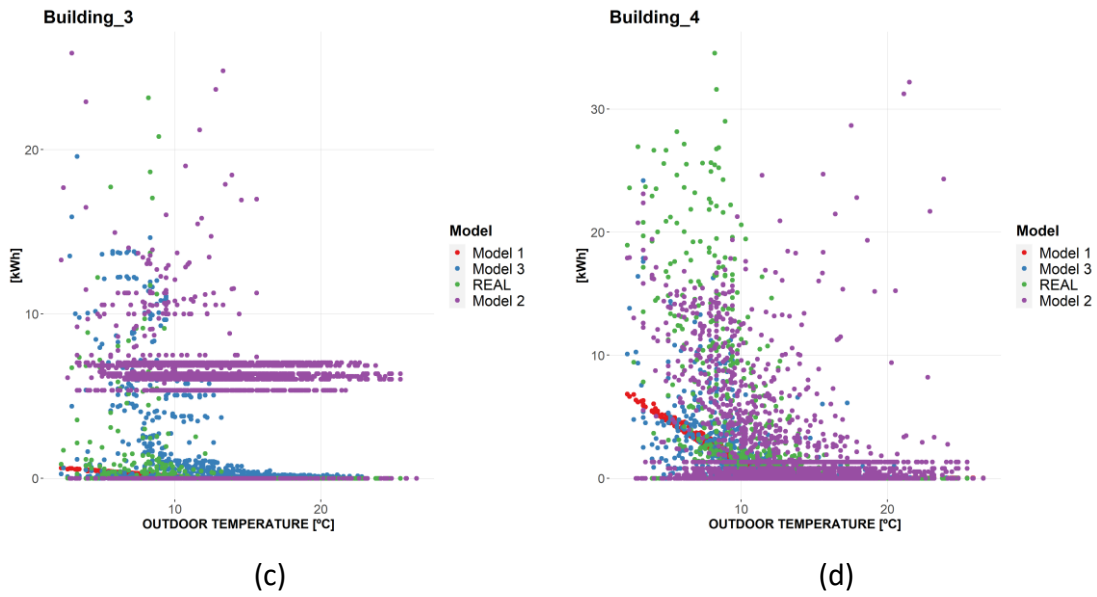 Building_3
[kWh]
20
10
0
10
20
OUTDOOR TEMPERATURE [ºC]
Model
Model 1
Model 3
REAL
Model 2
(c)
Building_4
[kWh]
30
20
10
0
10
20
OUTDOOR TEMPERATURE [ºC]
Model
Model 1
Model 3
REAL
Model 2
(d)